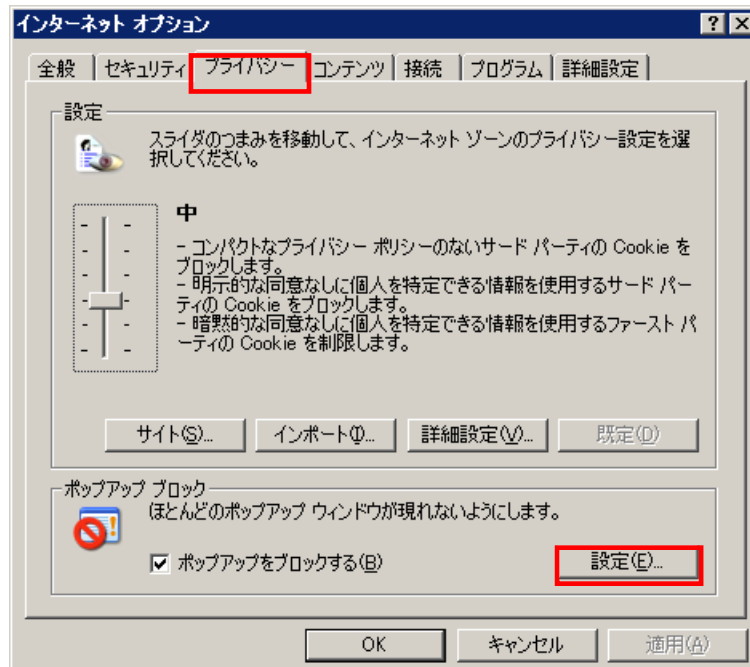 インターネット オプション
全般 セキュリティ プライバシー コンテンツ 接続 プログラム 詳細設定
設定
スライダのつまみを移動して、インターネット ゾーンのプライバシー設定を選
択してください。
中
- コンパクトなプライバシー ポリシーのないサード パーティの Cookie を
ブロックします。
- 明示的な同意なしに個人を特定できる情報を使用するサード パー
ティの Cookie をブロックします。
- 暗黙的な同意なしに個人を特定できる情報を使用するファースト パ
ーティの Cookie を制限します。
サイト(S)... インポート(I)... 詳細設定(V)... 既定(D)
ポップアップ ブロック
ほとんどのポップアップ ウィンドウが現れないようにします。
ポップアップをブロックする(B) 設定(E)...
OK キャンセル 適用(A)